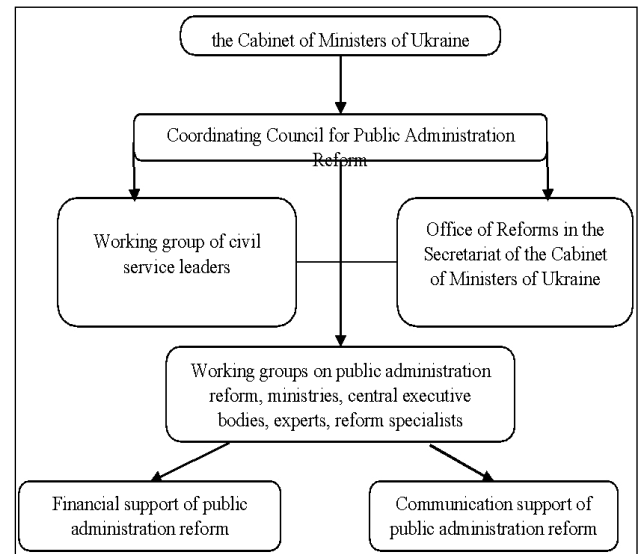 the Cabinet of Ministers of Ukraine
Coordinating Council for Public Administration
Reform
Working group of civil
service leaders
Office of Reforms in the
Secretariat of the Cabinet
of Ministers of Ukraine
Working groups on public administration
reform, ministries, central executive
bodies, experts, reform specialists
Financial support of public
administration reform
Communication support of
public administration reform